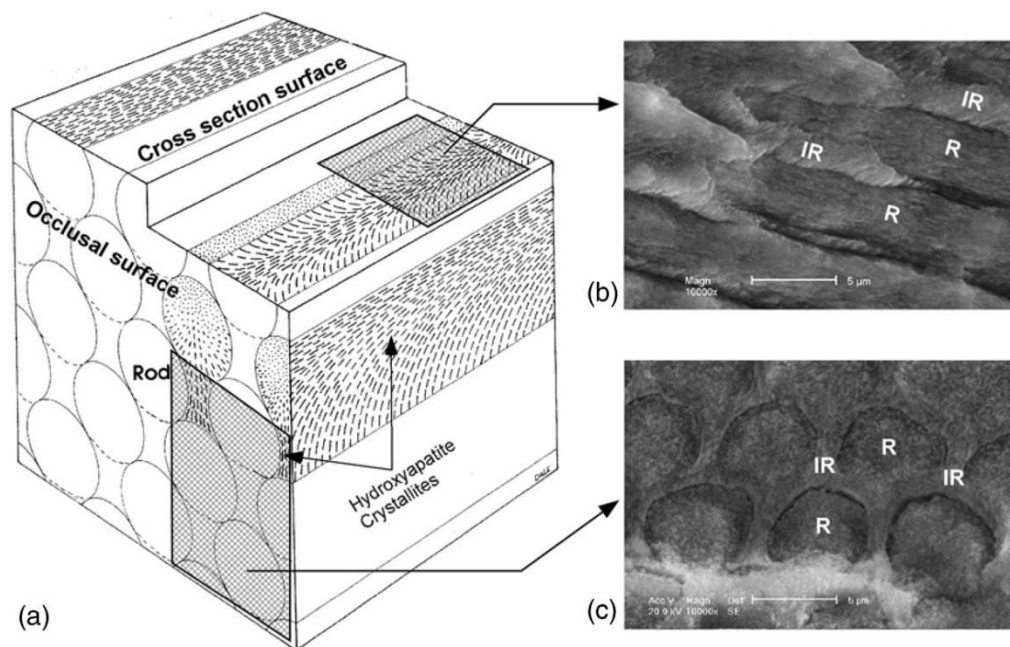 Cross section surface
Occlusal surface
Rod
Hydroxyapatite
Crystallites
(a)
IR
R
IR
R
Magn
10000x
5 µm
(b)
R
IR
IR
R
Acc.V Magn Det
20.0 kV 10000x SE
5 µm
(c)